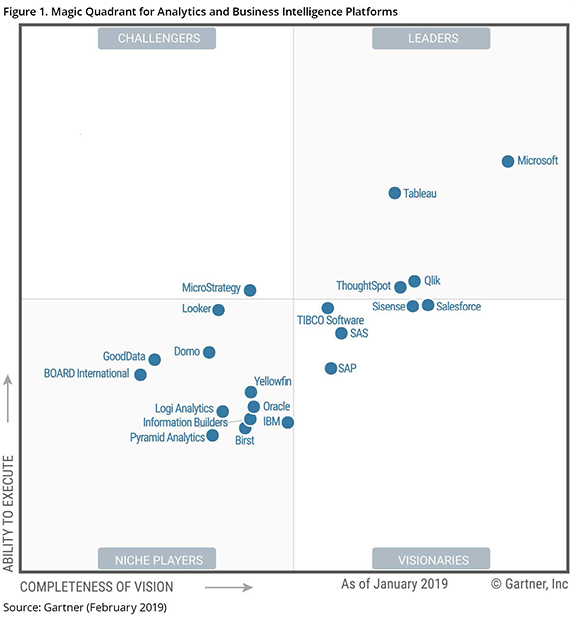 Figure 1. Magic Quadrant for Analytics and Business Intelligence Platforms
CHALLENGERS
LEADERS
Microsoft
Tableau
MicroStrategy
ThoughtSpot
Qlik
Looker
Sisense
Salesforce
TIBCO Software
SAS
Domo
GoodData
BOARD International
SAP
Yellowfin
Logi Analytics
Oracle
Information Builders
IBM
Pyramid Analytics
Birst
ABILITY TO EXECUTE
NICHE PLAYERS
VISIONARIES
COMPLETENESS OF VISION
As of January 2019
© Gartner, Inc
Source: Gartner (February 2019)